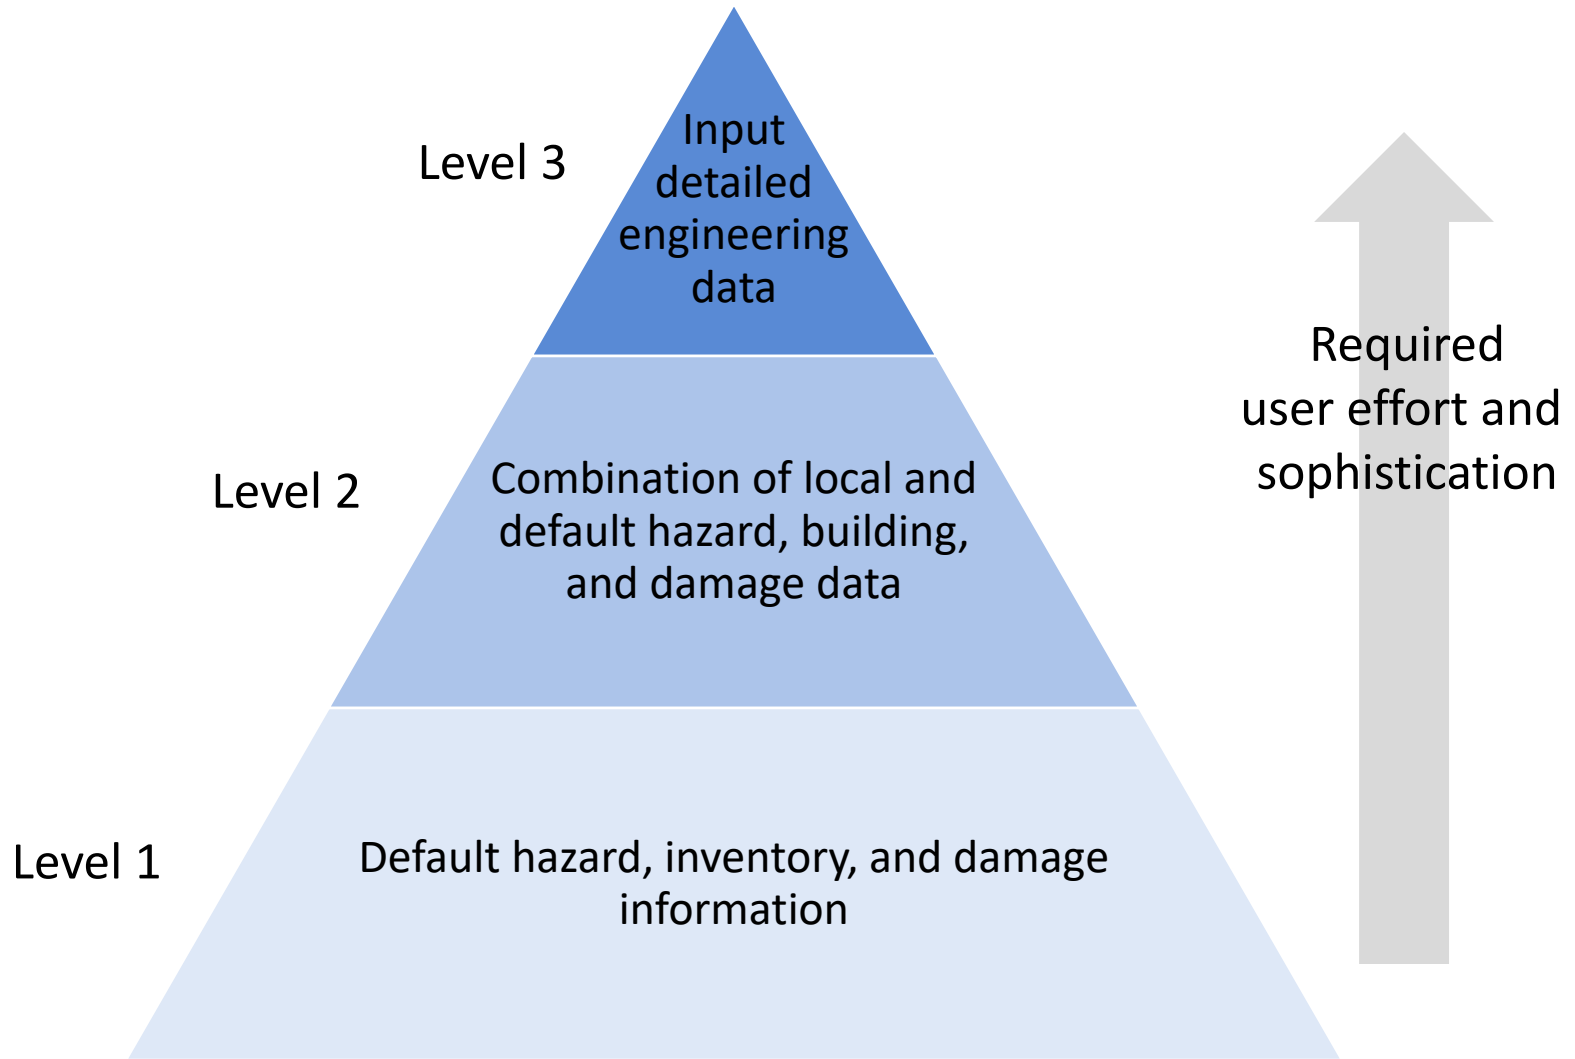 Level 3
Input
detailed
engineering
data
Required
user effort and
sophistication
Level 2
Combination of local and
default hazard, building,
and damage data
Level 1
Default hazard, inventory, and damage
information